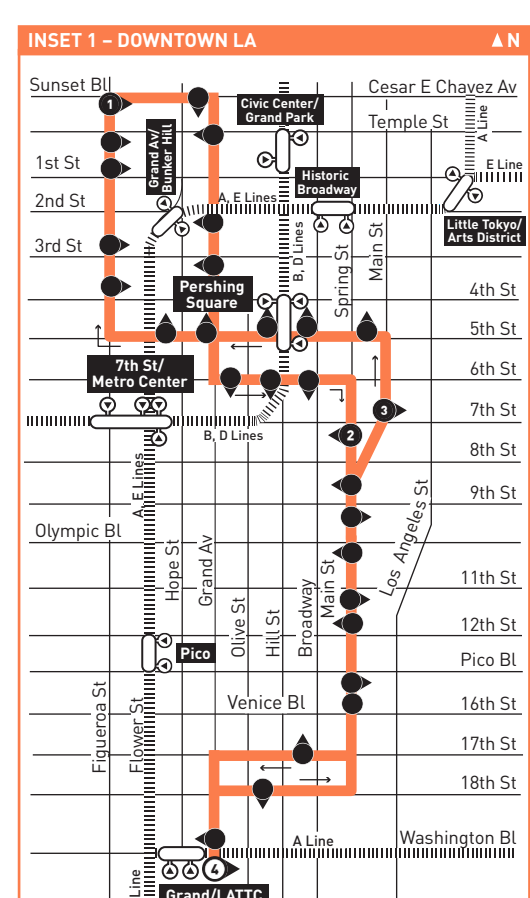 INSET 1 – DOWNTOWN LA
N
Sunset Bl
Cesar E Chavez Av
1
Civic Center/
Grand Park
Temple St
A Line
Grand Av/
Bunker Hill
1st St
Historic
Broadway
E Line
2nd St
A, E Lines
Little Tokyo/
Arts District
3rd St
B, D Lines
Spring St
Main St
Pershing
Square
4th St
5th St
7th St/
Metro Center
6th St
3
7th St
B, D Lines
2
8th St
A, E Lines
9th St
Los Angeles St
Olympic Bl
Hope St
Grand Av
Olive St
Hill St
Broadway
Main St
11th St
12th St
Pico
Pico Bl
Figueroa St
Flower St
Venice Bl
16th St
17th St
18th St
A Line
Washington Bl
4
Line
Grand/LATTC